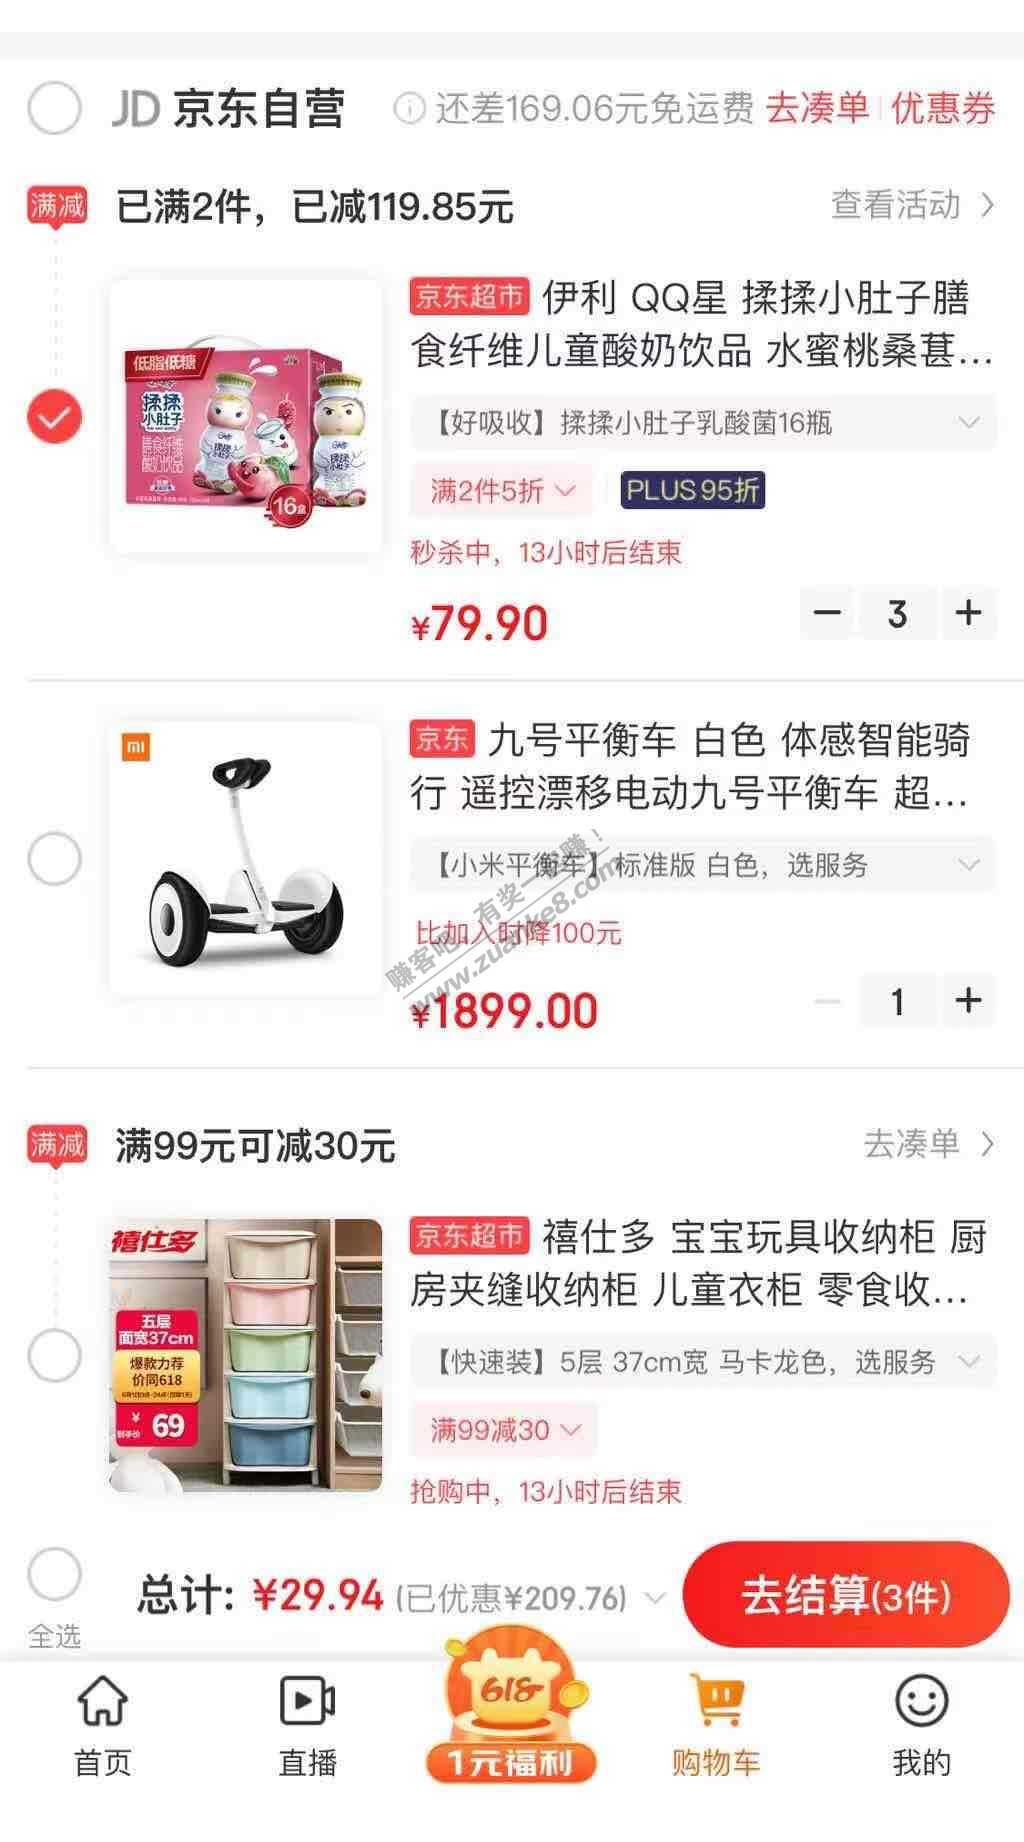 JD 京东自营 还差169.06元免运费 去凑单 优惠券
满减 已满2件，已减119.85元 查看活动
低脂低糖
揉揉
小肚子
膳食纤维
酸奶饮品
16盒
京东超市 伊利 QQ星 揉揉小肚子膳
食纤维儿童酸奶饮品 水蜜桃桑葚...
【好吸收】揉揉小肚子乳酸菌16瓶
满2件5折 PLUS 95折
秒杀中，13小时后结束
¥79.90
3
mi
京东 九号平衡车 白色 体感智能骑
行 遥控漂移电动九号平衡车 超...
【小米平衡车】标准版 白色，选服务
比加入时降100元
赚客吧，有奖一起赚！
www.zuanke8.com
¥1899.00
1
满减 满99元可减30元 去凑单
禧仕多
五层
面宽37cm
爆款力荐
价同618
到手价 ¥ 69
京东超市 禧仕多 宝宝玩具收纳柜 厨
房夹缝收纳柜 儿童衣柜 零食收...
【快速装】5层 37cm宽 马卡龙色，选服务
满99减30
抢购中，13小时后结束
全选
总计: ¥29.94 (已优惠¥209.76)
去结算(3件)
618
1元福利
首页
直播
购物车
我的